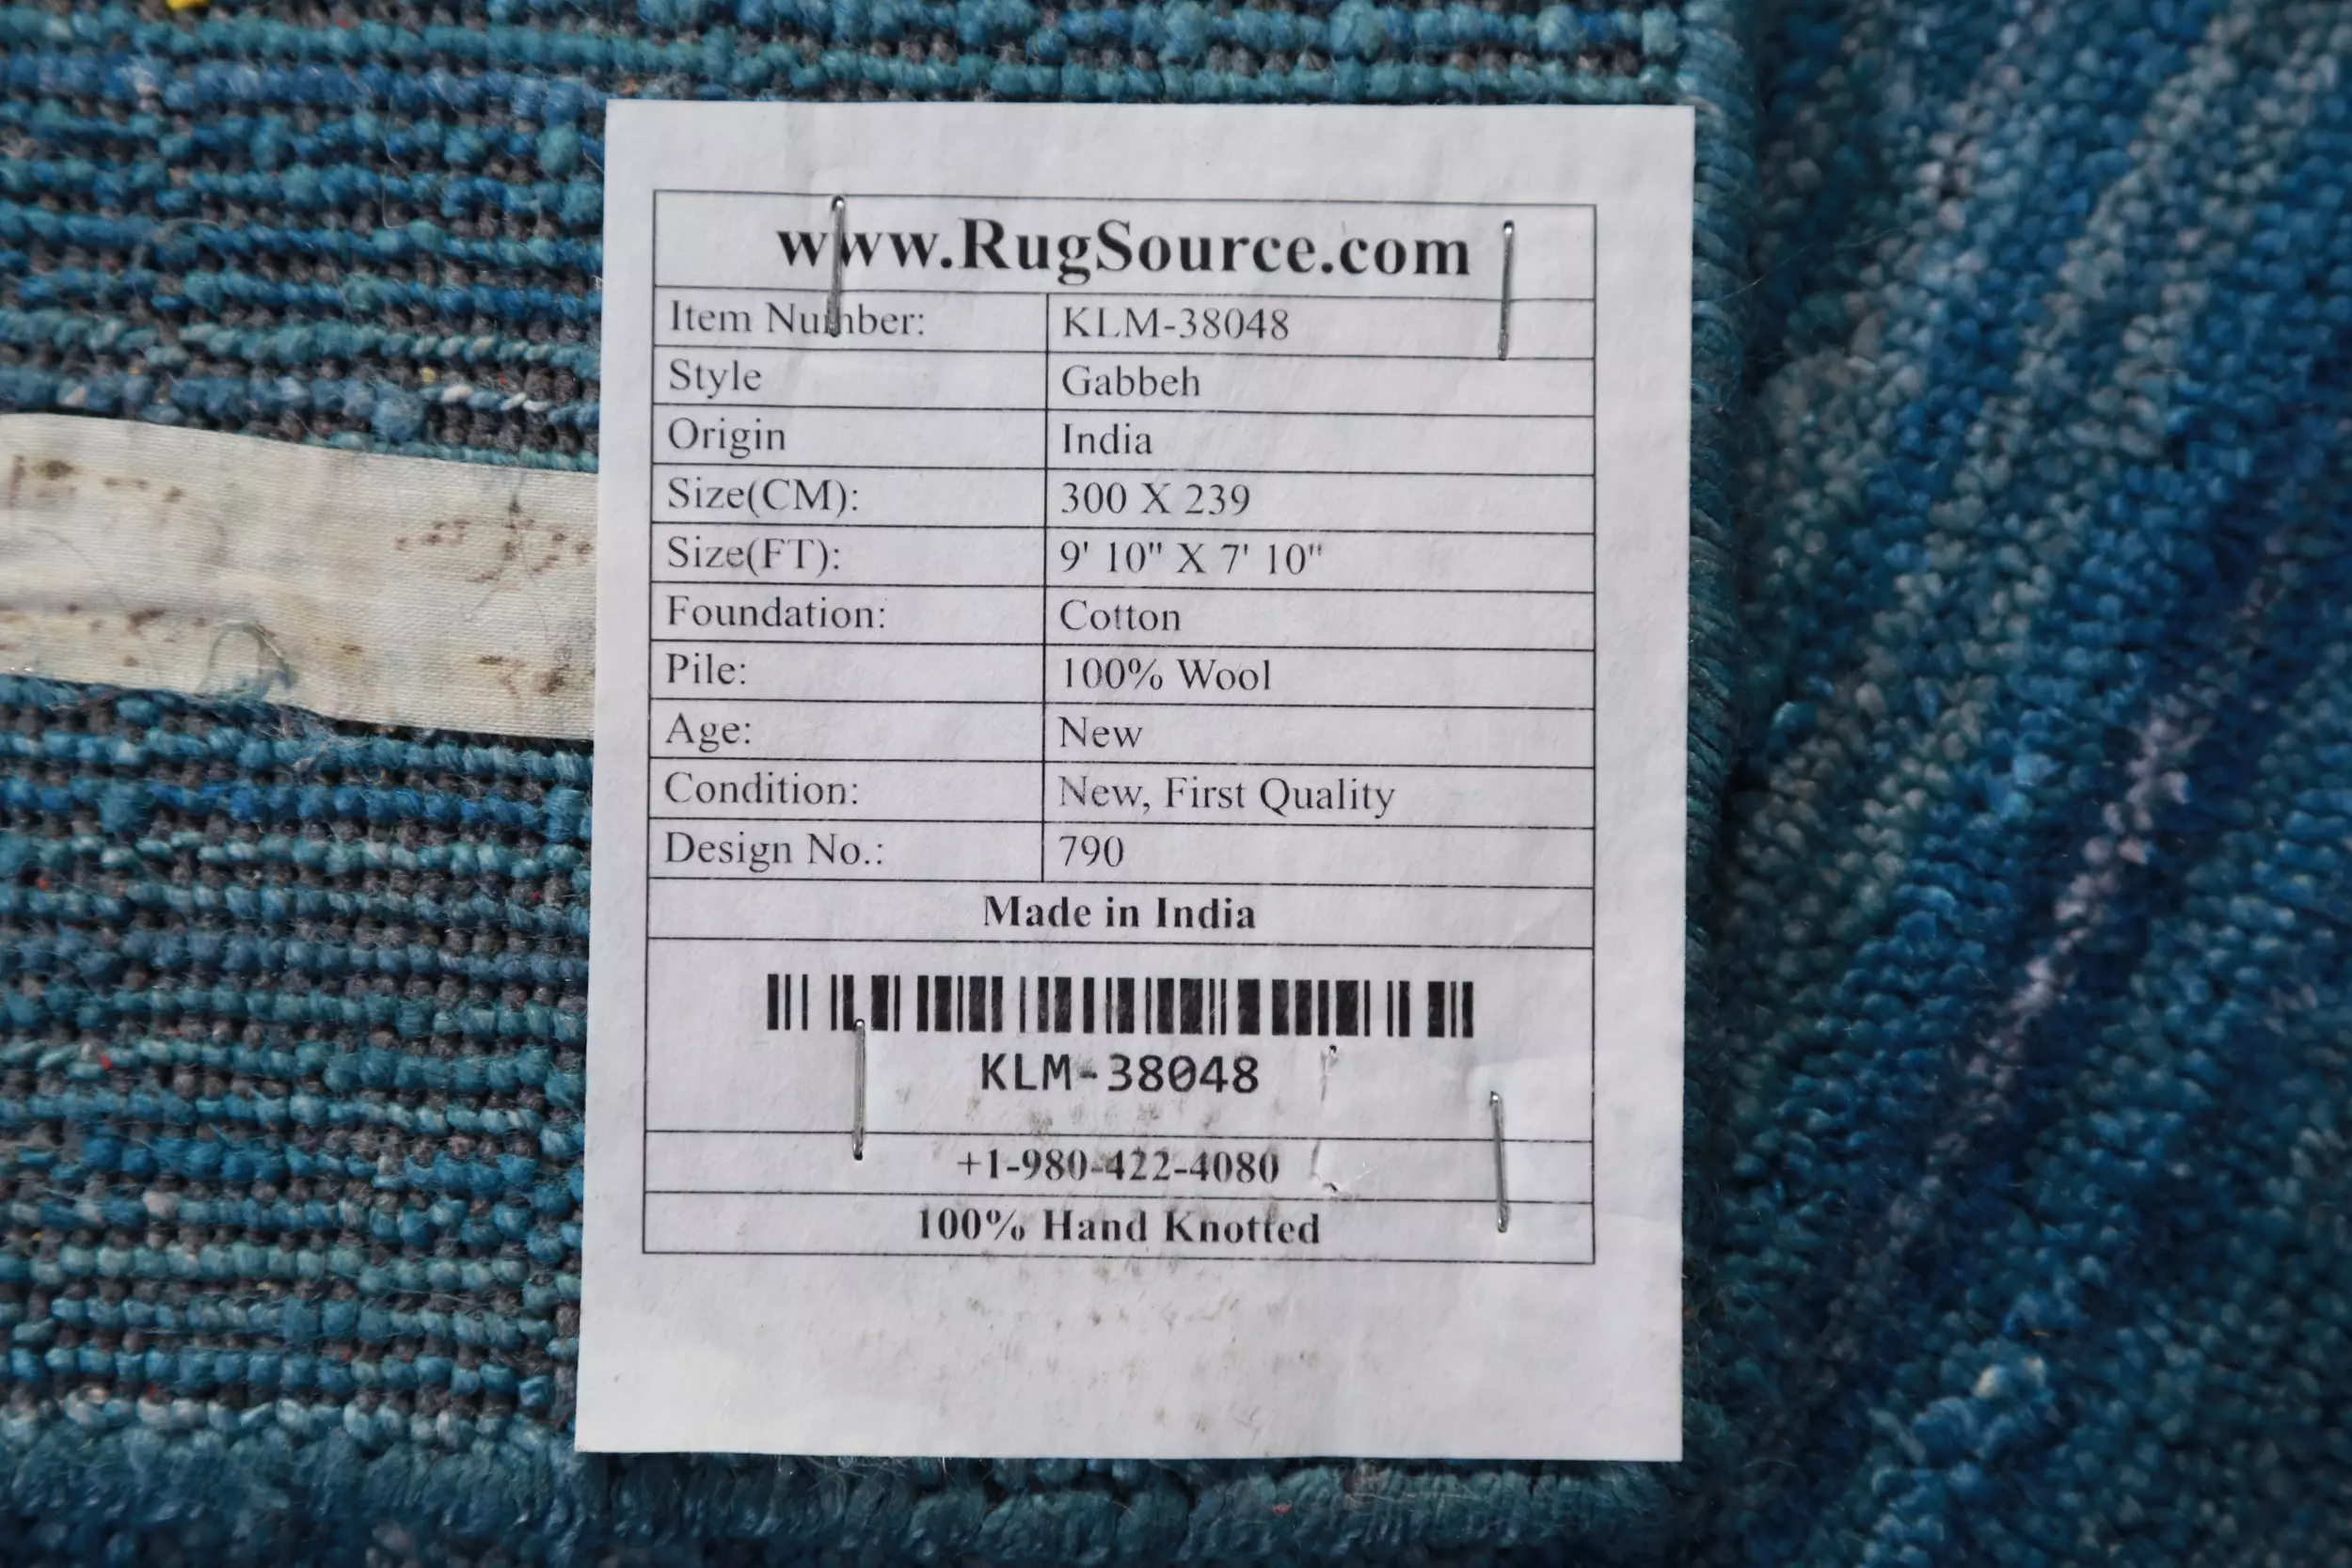 www.RugSource.com
Item Number: KLM-38048
Style Gabbeh
Origin India
Size(CM): 300 X 239
Size(FT): 9' 10" X 7' 10"
Foundation: Cotton
Pile: 100% Wool
Age: New
Condition: New, First Quality
Design No.: 790
Made in India
KLM-38048
+1-980-422-4080
100% Hand Knotted